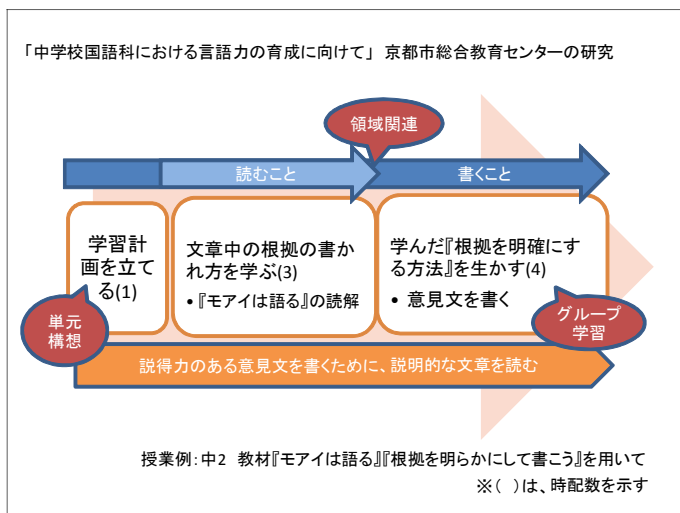 「中学校国語科における言語力の育成に向けて」 京都市総合教育センターの研究
領域関連
読むこと
書くこと
学習計
画を立て
る(1)
文章中の根拠の書か
れ方を学ぶ(3)
•『モアイは語る』の読解
学んだ『根拠を明確にす
る方法』を生かす(4)
• 意見文を書く
単元
構想
グループ
学習
説得力のある意見文を書くために、説明的な文章を読む
授業例：中2 教材『モアイは語る』『根拠を明らかにして書こう』を用いて
※( )は、時配数を示す